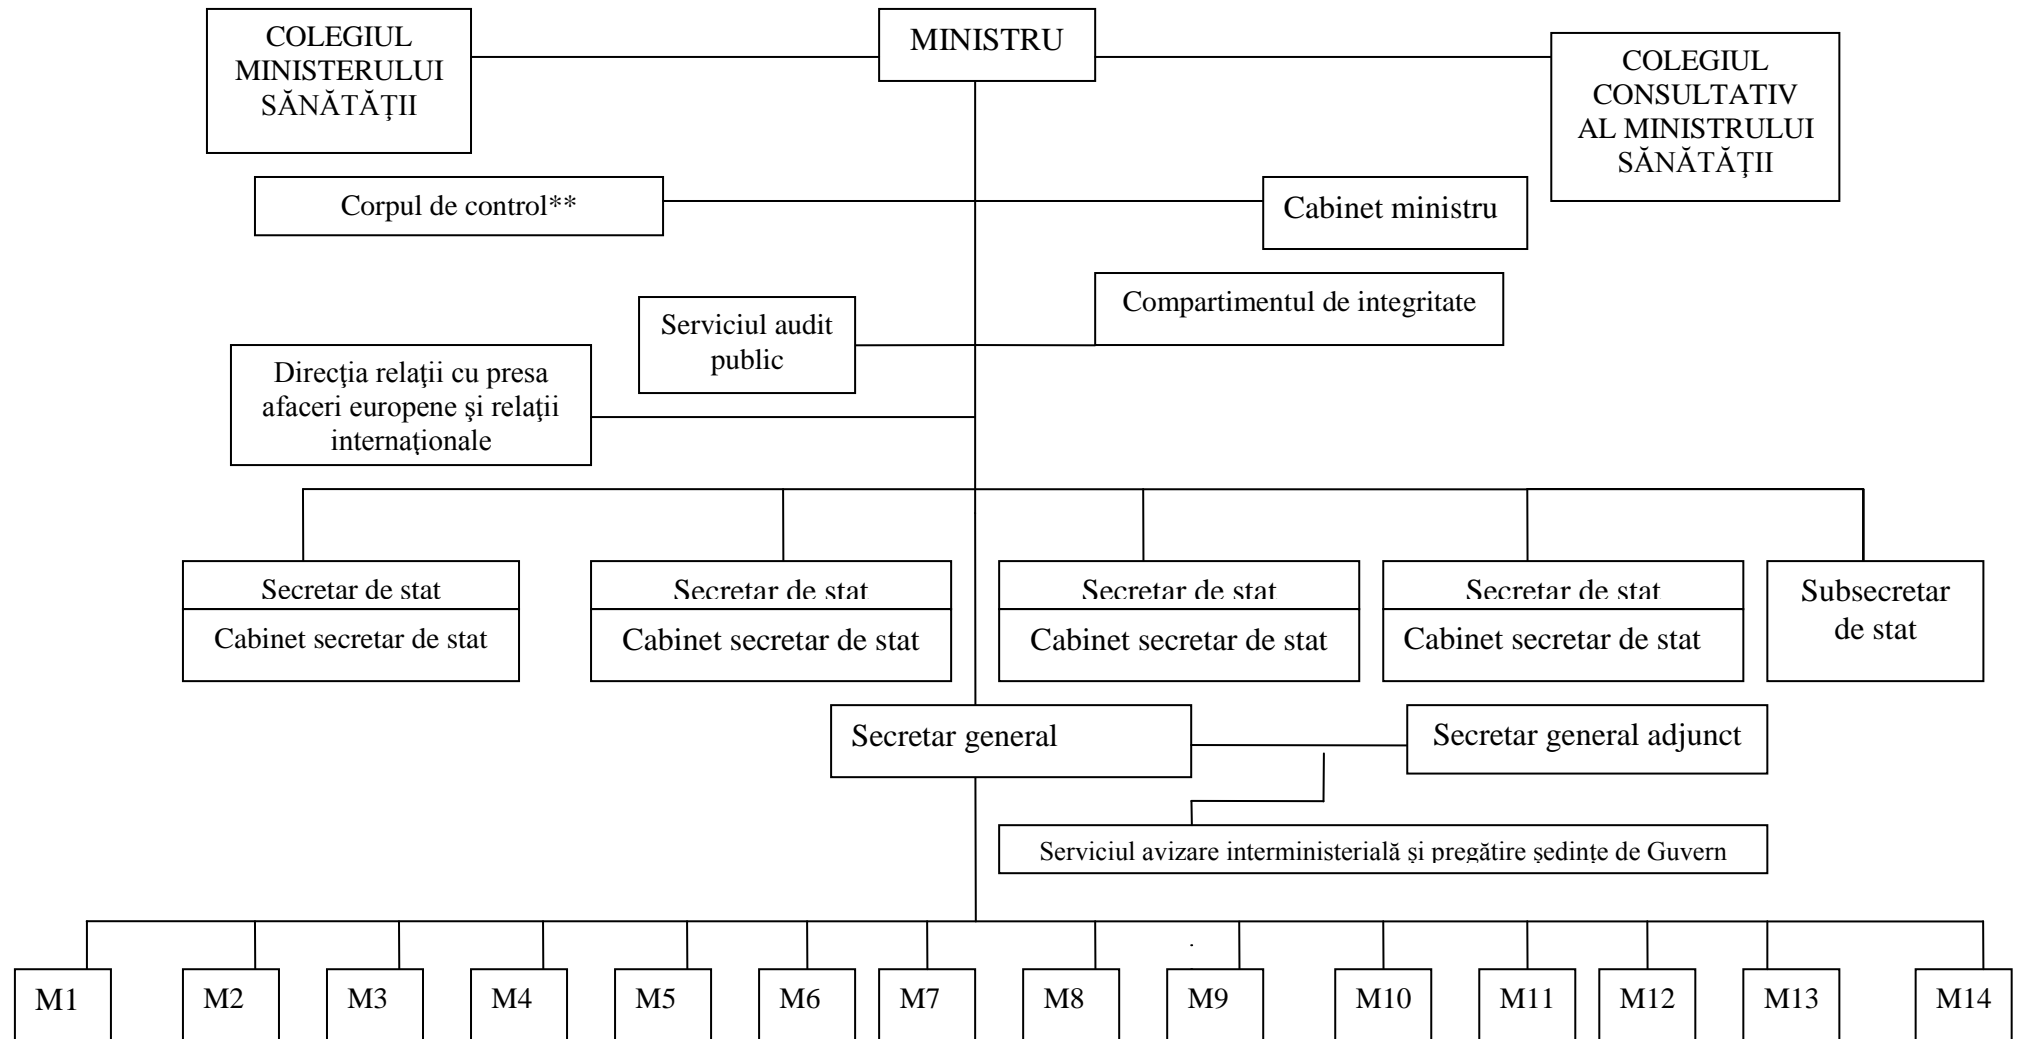 COLEGIUL
MINISTERULUI
SĂNĂTĂŢII
MINISTRU
COLEGIUL
CONSULTATIV
AL MINISTRULUI
SĂNĂTĂŢII
Corpul de control**
Cabinet ministru
Compartimentul de integritate
Serviciul audit
public
Direcţia relaţii cu presa
afaceri europene şi relaţii
internaţionale
Secretar de stat
Cabinet secretar de stat
Secretar de stat
Cabinet secretar de stat
Secretar de stat
Cabinet secretar de stat
Secretar de stat
Cabinet secretar de stat
Subsecretar
de stat
Secretar general
Secretar general adjunct
Serviciul avizare interministerială şi pregătire şedinţe de Guvern
M1
M2
M3
M4
M5
M6
M7
M8
M9
M10
M11
M12
M13
M14